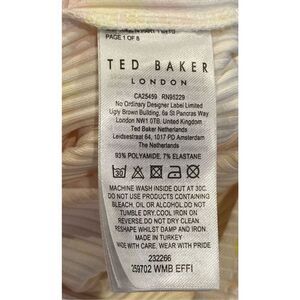 PAGE 1 OF 8
TED BAKER
LONDON
CA25459 RN95229
No Ordinary Designer Label Limited
Ugly Brown Building, 6a St Pancras Way
London NW1 0TB, United Kingdom
Ted Baker The Netherlands
Leidsestraat 64, 1017 PD Amsterdam
The Netherlands
93% POLYAMIDE, 7% ELASTANE
30
MACHINE WASH INSIDE OUT AT 30C.
DO NOT USE PRODUCTS CONTAINING
BLEACH, OIL OR ALCOHOL.DO NOT
TUMBLE DRY.COOL IRON ON
REVERSE.DO NOT DRY CLEAN.
RESHAPE WHILST DAMP AND IRON.
MADE IN TURKEY
WASH WITH CARE, WEAR WITH PRIDE
232266
259702 WMB EFFI